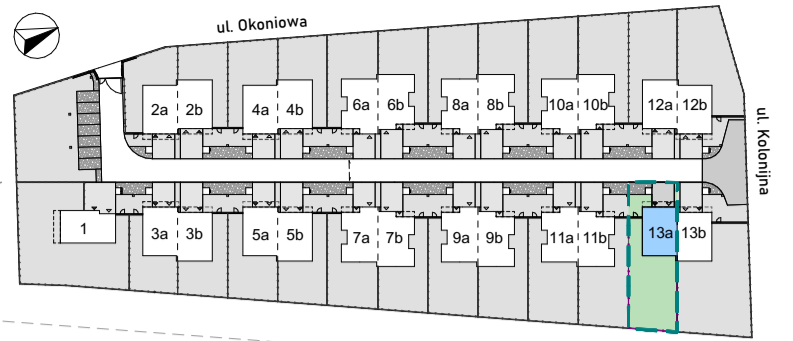 ul. Okoniowa
ul. Kolonijna
2a 2b 4a 4b 6a 6b 8a 8b 10a 10b 12a 12b
1 3a 3b 5a 5b 7a 7b 9a 9b 11a 11b 13a 13b